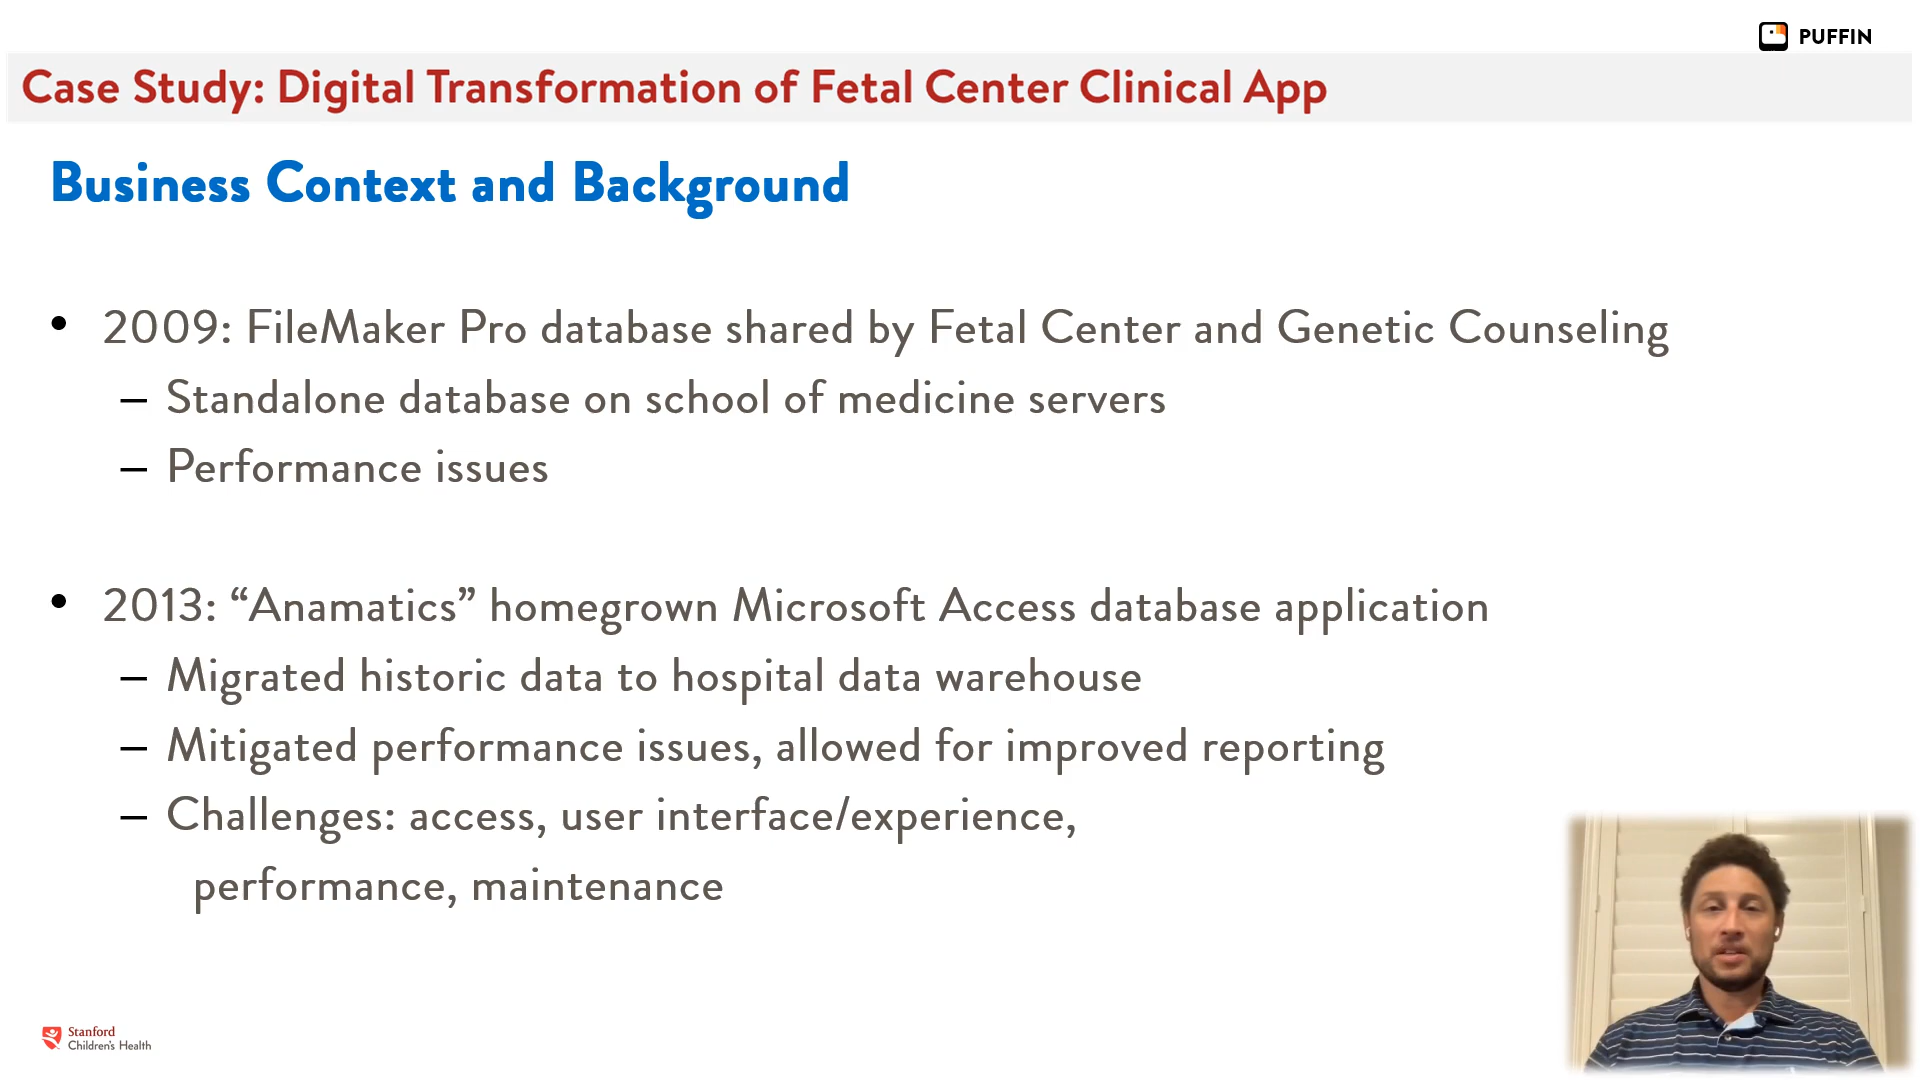 PUFFIN
Case Study: Digital Transformation of Fetal Center Clinical App
Business Context and Background
• 2009: FileMaker Pro database shared by Fetal Center and Genetic Counseling
– Standalone database on school of medicine servers
– Performance issues
• 2013: “Anamatics” homegrown Microsoft Access database application
– Migrated historic data to hospital data warehouse
– Mitigated performance issues, allowed for improved reporting
– Challenges: access, user interface/experience,
performance, maintenance
Stanford
Children's Health